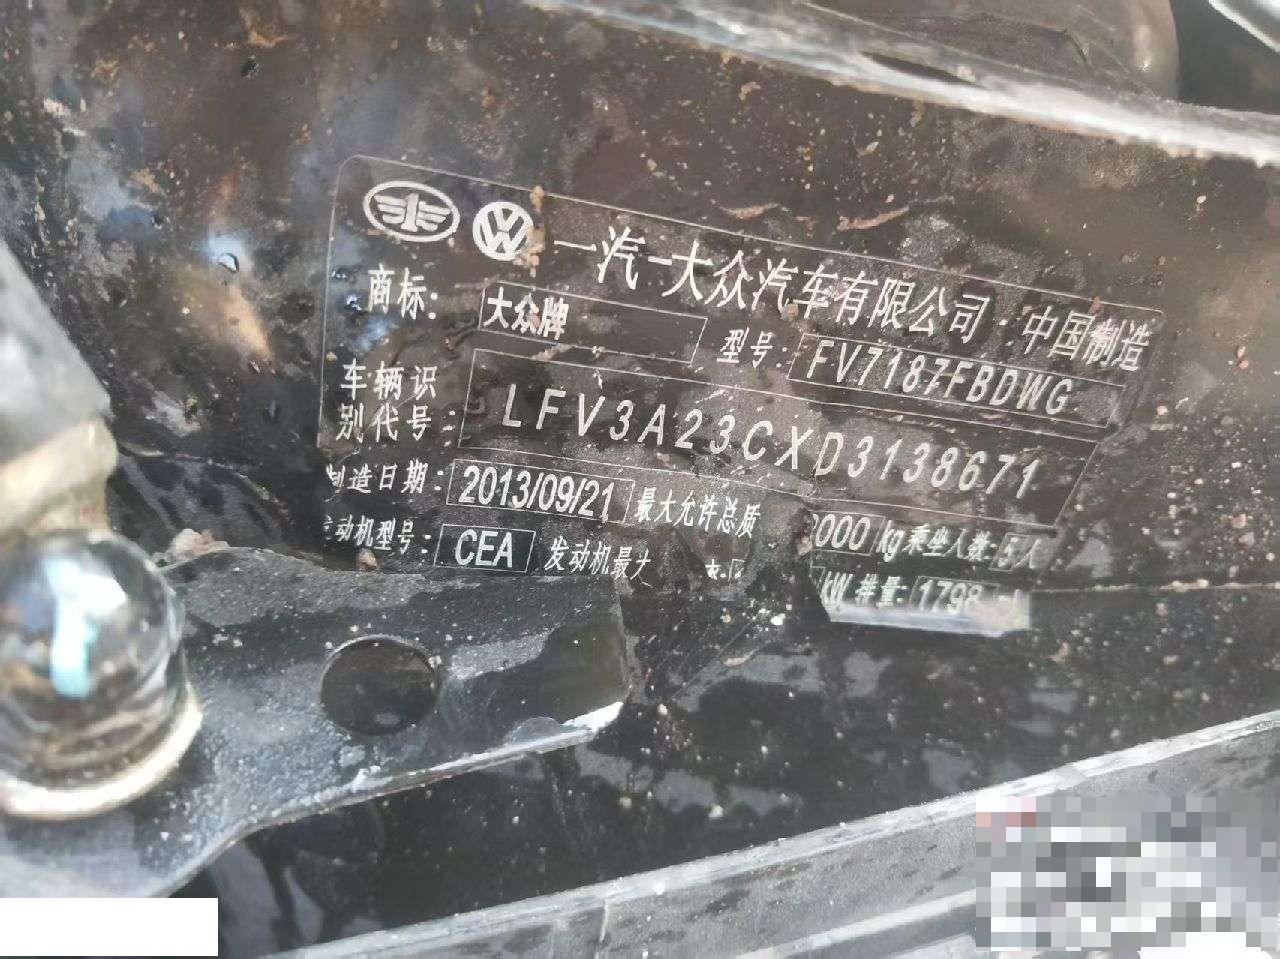 一汽-大众汽车有限公司·中国制造
商标: 大众牌 型号: FV7187FBDWG
车辆识别代号: LFV3A23CXD3138671
制造日期: 2013/09/21 最大允许总质 000 kg 乘坐人数: 5人
发动机型号: CEA 发动机最大 kW 排量: 1798